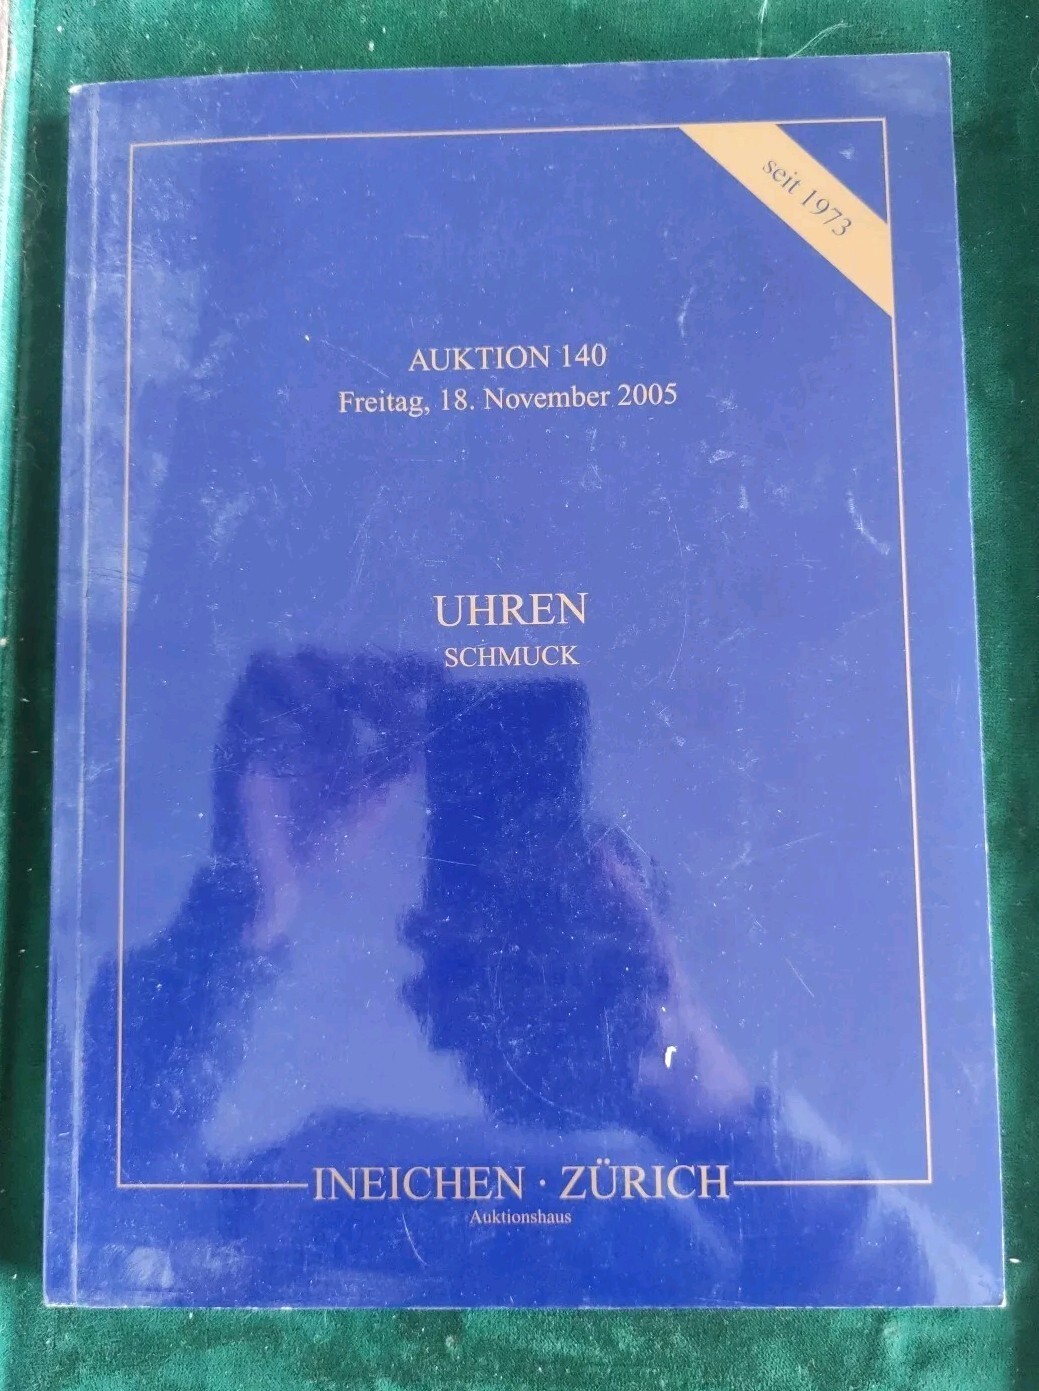 seit 1973
AUKTION 140
Freitag, 18. November 2005
UHREN
SCHMUCK
INEICHEN · ZÜRICH
Auktionshaus